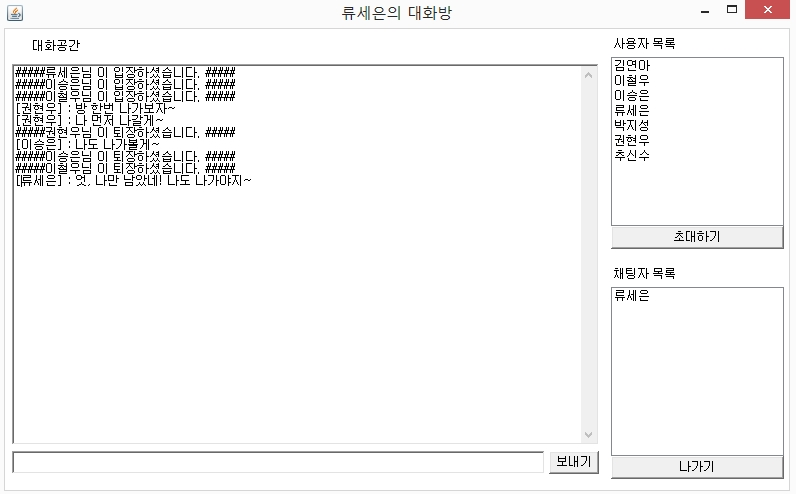 류세은의 대화방
대화공간
#####류세은님 이 입장하셨습니다. #####
#####이승은님 이 입장하셨습니다. #####
#####이철우님 이 입장하셨습니다. #####
[권현우] : 방 한번 나가보자~
[권현우] : 나 먼저 나갈게~
#####권현우님 이 퇴장하셨습니다. #####
[이승은] : 나도 나가볼게~
#####이승은님 이 퇴장하셨습니다. #####
#####이철우님 이 퇴장하셨습니다. #####
[류세은] : 엇, 나만 남았네! 나도 나가야지~
보내기
사용자 목록
김연아
이철우
이승은
류세은
박지성
권현우
추신수
초대하기
채팅자 목록
류세은
나가기